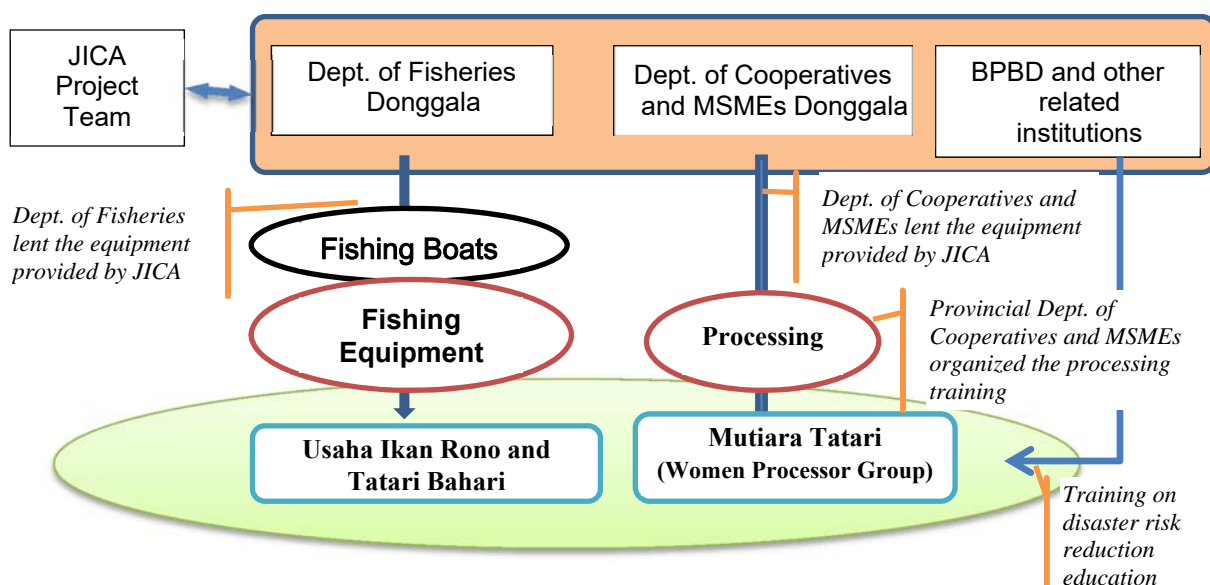 JICA
Project
Team
Dept. of Fisheries
Donggala
Dept. of Cooperatives
and MSMEs Donggala
BPBD and other
related
institutions
Dept. of Fisheries
lent the equipment
provided by JICA
Fishing Boats
Dept. of Cooperatives and
MSMEs lent the equipment
provided by JICA
Fishing
Equipment
Processing
Provincial Dept. of
Cooperatives and MSMEs
organized the processing
training
Usaha Ikan Rono and
Tatari Bahari
Mutiara Tatari
(Women Processor Group)
Training on
disaster risk
reduction
education